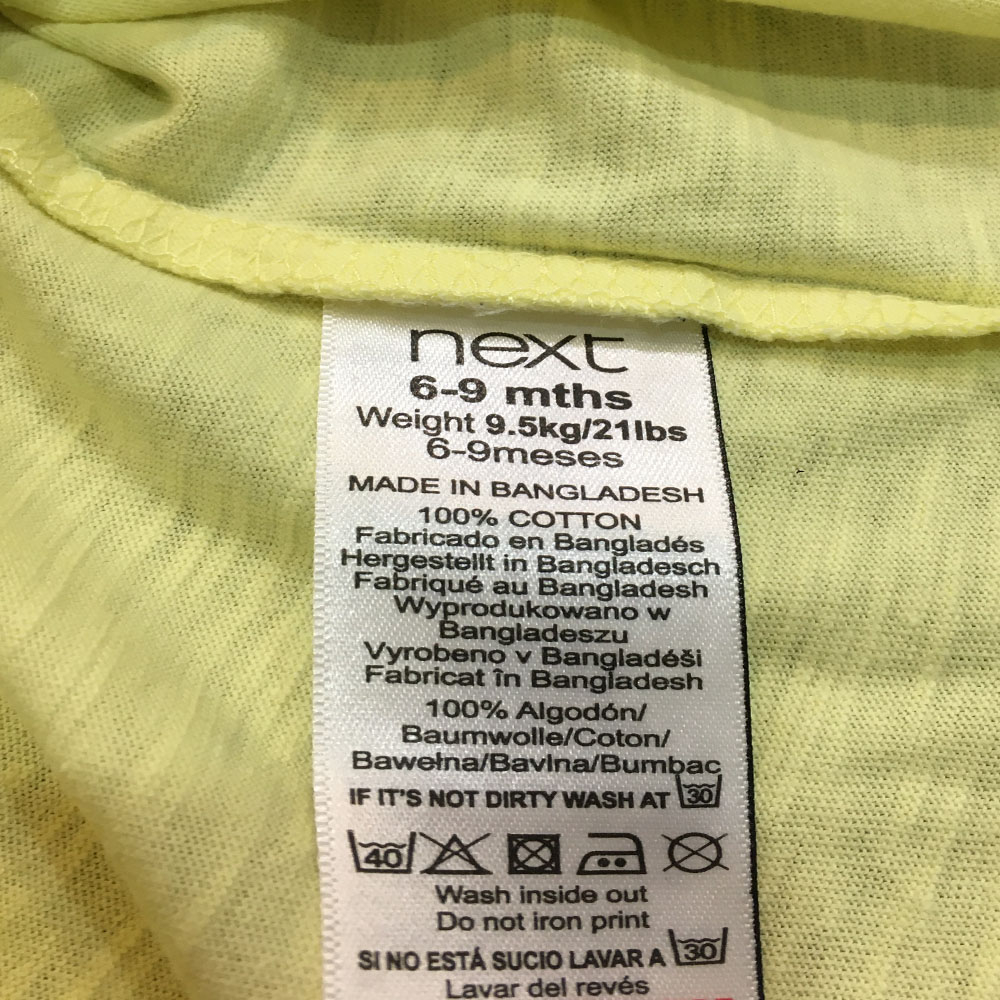 next
6-9 mths
Weight 9.5kg/21lbs
6-9meses
MADE IN BANGLADESH
100% COTTON
Fabricado en Bangladés
Hergestellt in Bangladesch
Fabriqué au Bangladesh
Wyprodukowano w
Bangladeszu
Vyrobeno v Bangladéši
Fabricat în Bangladesh
100% Algodón/
Baumwolle/Coton/
Bawełna/Bavlna/Bumbac
IF IT'S NOT DIRTY WASH AT 30
40
Wash inside out
Do not iron print
SI NO ESTÁ SUCIO LAVAR A 30
Lavar del revés